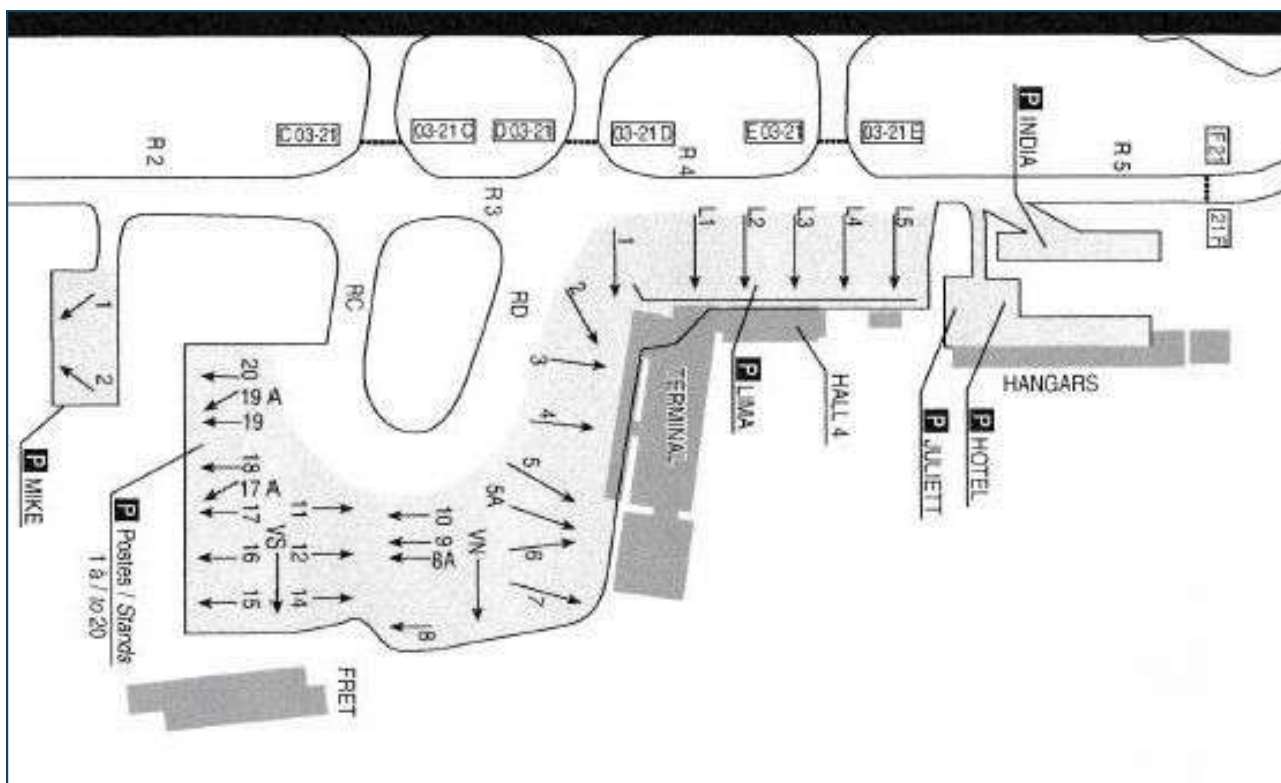 C 03-21
03-21 C
D 03-21
03-21 D
E 03-21
03-21 E
F 21
21 F
R 2
R 3
R 4
R 5
P INDIA
RC
RD
L1
L2
L3
L4
L5
1
2
3
4
5
5A
6
7
1
2
20
19 A
19
18
17 A
17
16
15
VS
11
12
14
10
9
VN
8
TERMINAL
P LIMA
HALL 4
HANGARS
P JULIETT
P HOTEL
P MIKE
P Postes / Stands
1 à / to 20
FRET